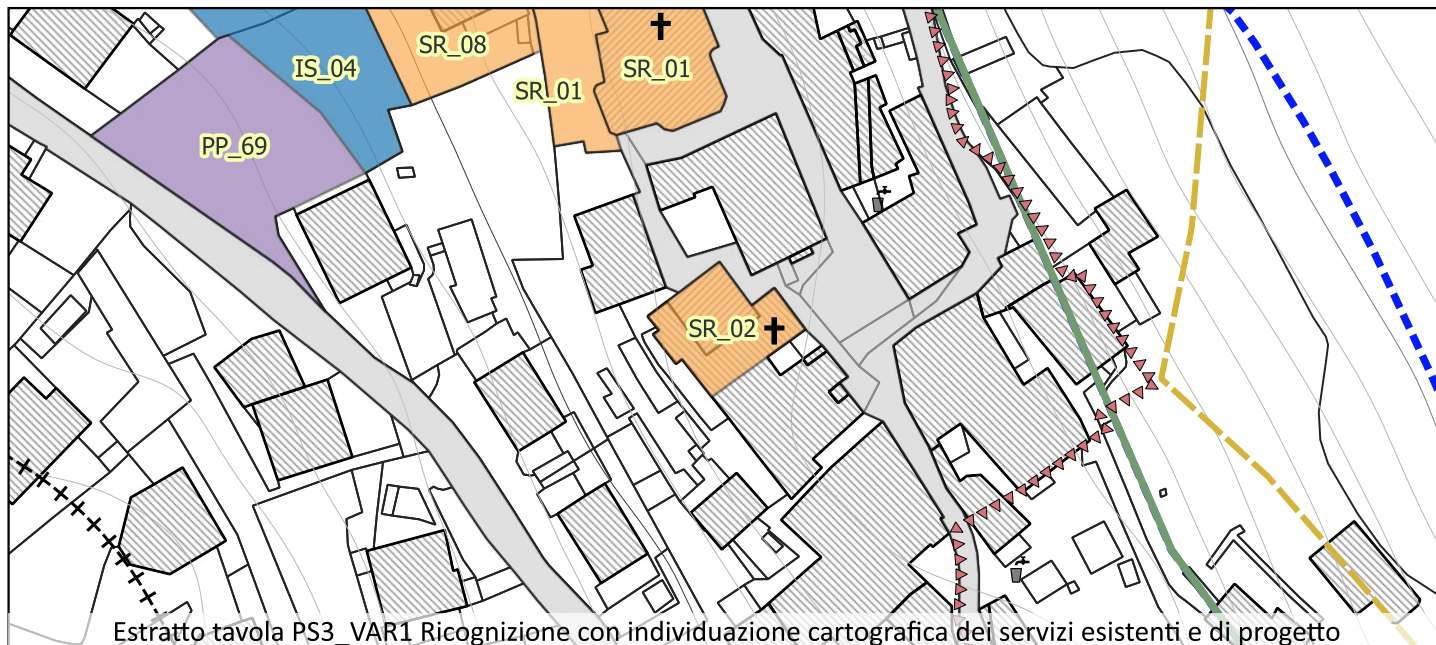 SR_08
IS_04
SR_01
SR_01
PP_69
SR_02
Estratto tavola PS3_VAR1 Ricognizione con individuazione cartografica dei servizi esistenti e di progetto